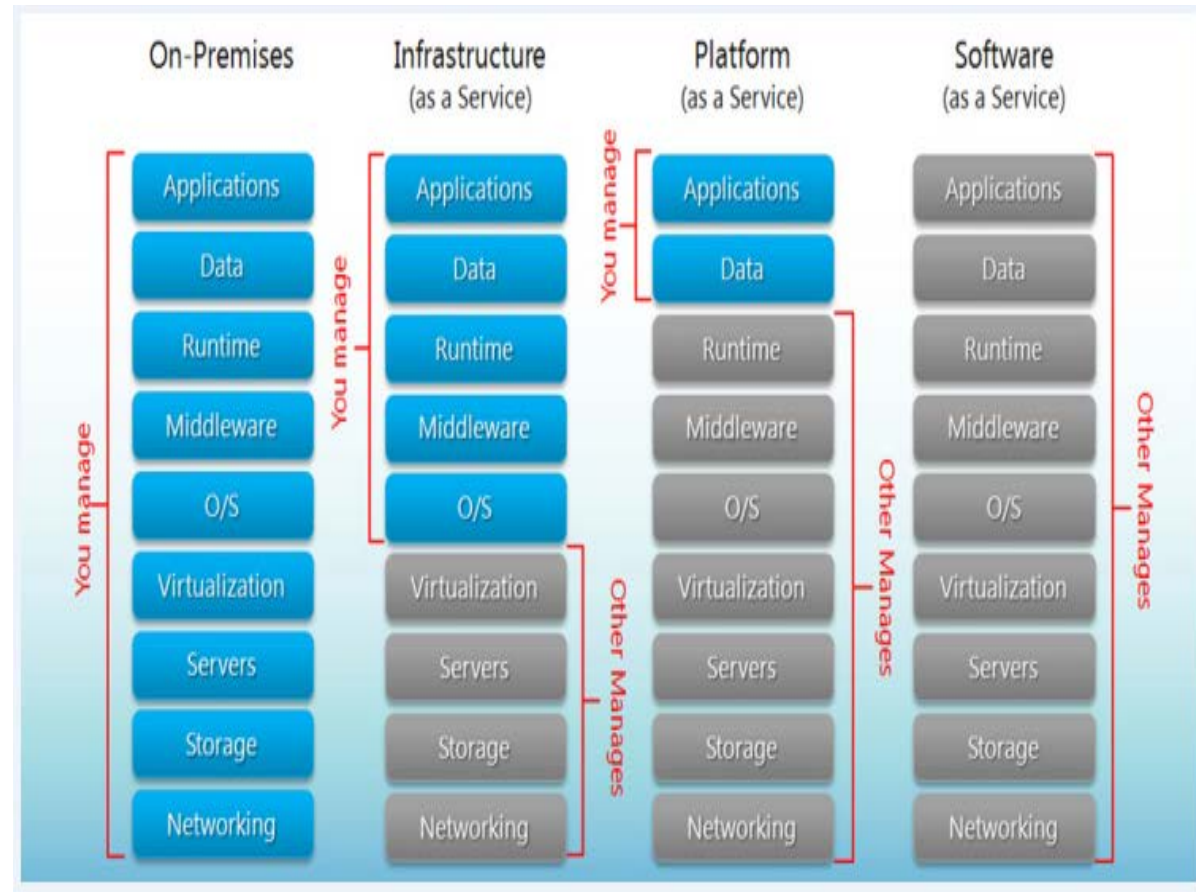 On-Premises
You manage
Applications
Data
Runtime
Middleware
O/S
Virtualization
Servers
Storage
Networking
Infrastructure
(as a Service)
You manage
Applications
Data
Runtime
Middleware
O/S
Virtualization
Servers
Storage
Networking
Other Manages
Platform
(as a Service)
You manage
Applications
Data
Runtime
Middleware
O/S
Virtualization
Servers
Storage
Networking
Other Manages
Software
(as a Service)
Applications
Data
Runtime
Middleware
O/S
Virtualization
Servers
Storage
Networking
Other Manages